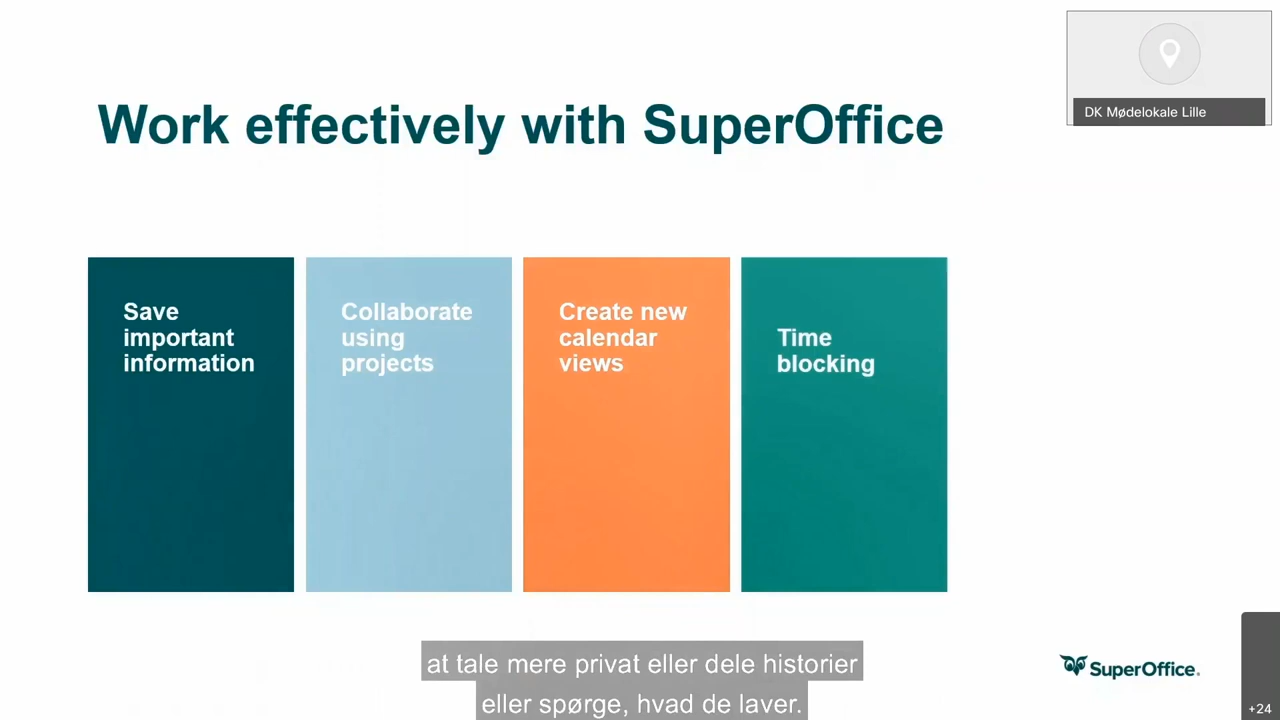 Work effectively with SuperOffice
DK Mødelokale Lille
Save
important
information
Collaborate
using
projects
Create new
calendar
views
Time
blocking
at tale mere privat eller dele historier
eller spørge, hvad de laver.
SuperOffice.
+24